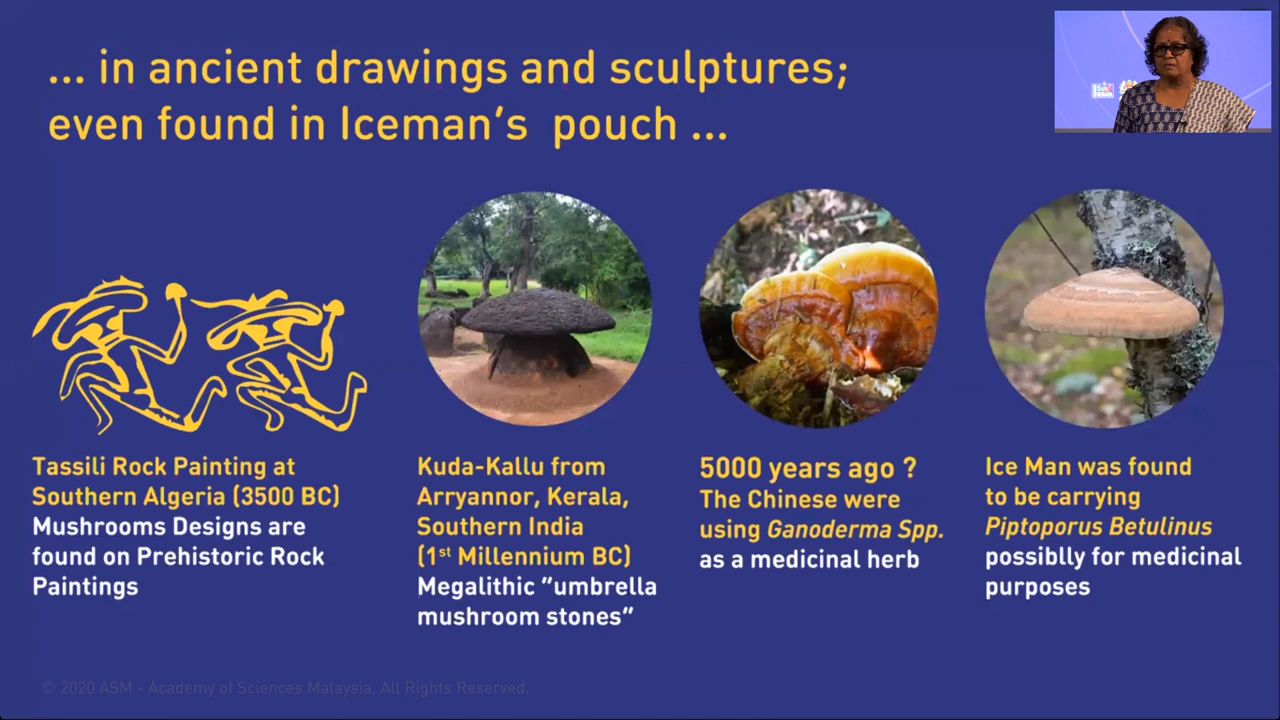 ... in ancient drawings and sculptures;
even found in Iceman's pouch ...
Tassili Rock Painting at
Southern Algeria (3500 BC)
Mushrooms Designs are
found on Prehistoric Rock
Paintings
Kuda-Kallu from
Arryannor, Kerala,
Southern India
(1st Millennium BC)
Megalithic "umbrella
mushroom stones"
5000 years ago ?
The Chinese were
using Ganoderma Spp.
as a medicinal herb
Ice Man was found
to be carrying
Piptoporus Betulinus
possiblly for medicinal
purposes
© 2020 ASM - Academy of Sciences Malaysia. All Rights Reserved.